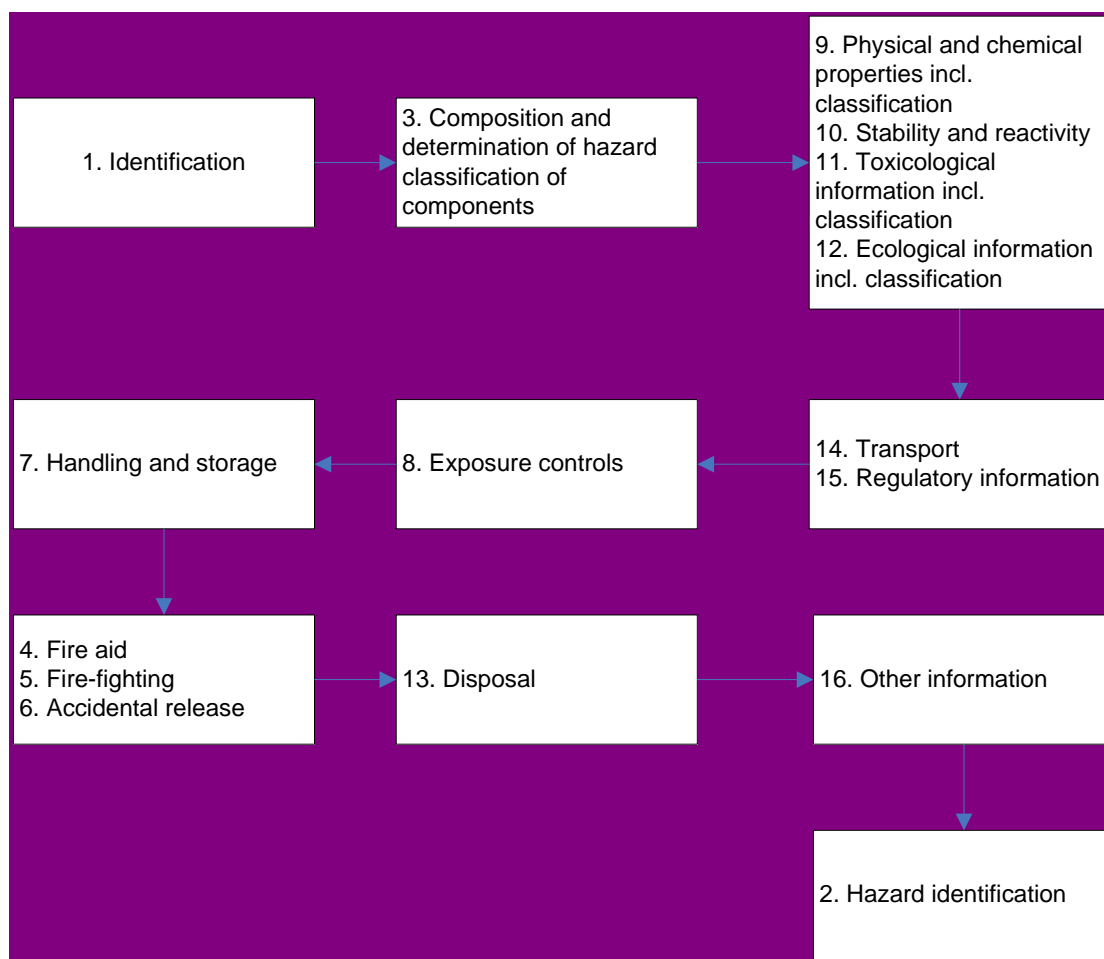 1. Identification
3. Composition and
determination of hazard
classification of
components
9. Physical and chemical
properties incl.
classification
10. Stability and reactivity
11. Toxicological
information incl.
classification
12. Ecological information
incl. classification
7. Handling and storage
8. Exposure controls
14. Transport
15. Regulatory information
4. Fire aid
5. Fire-fighting
6. Accidental release
13. Disposal
16. Other information
2. Hazard identification